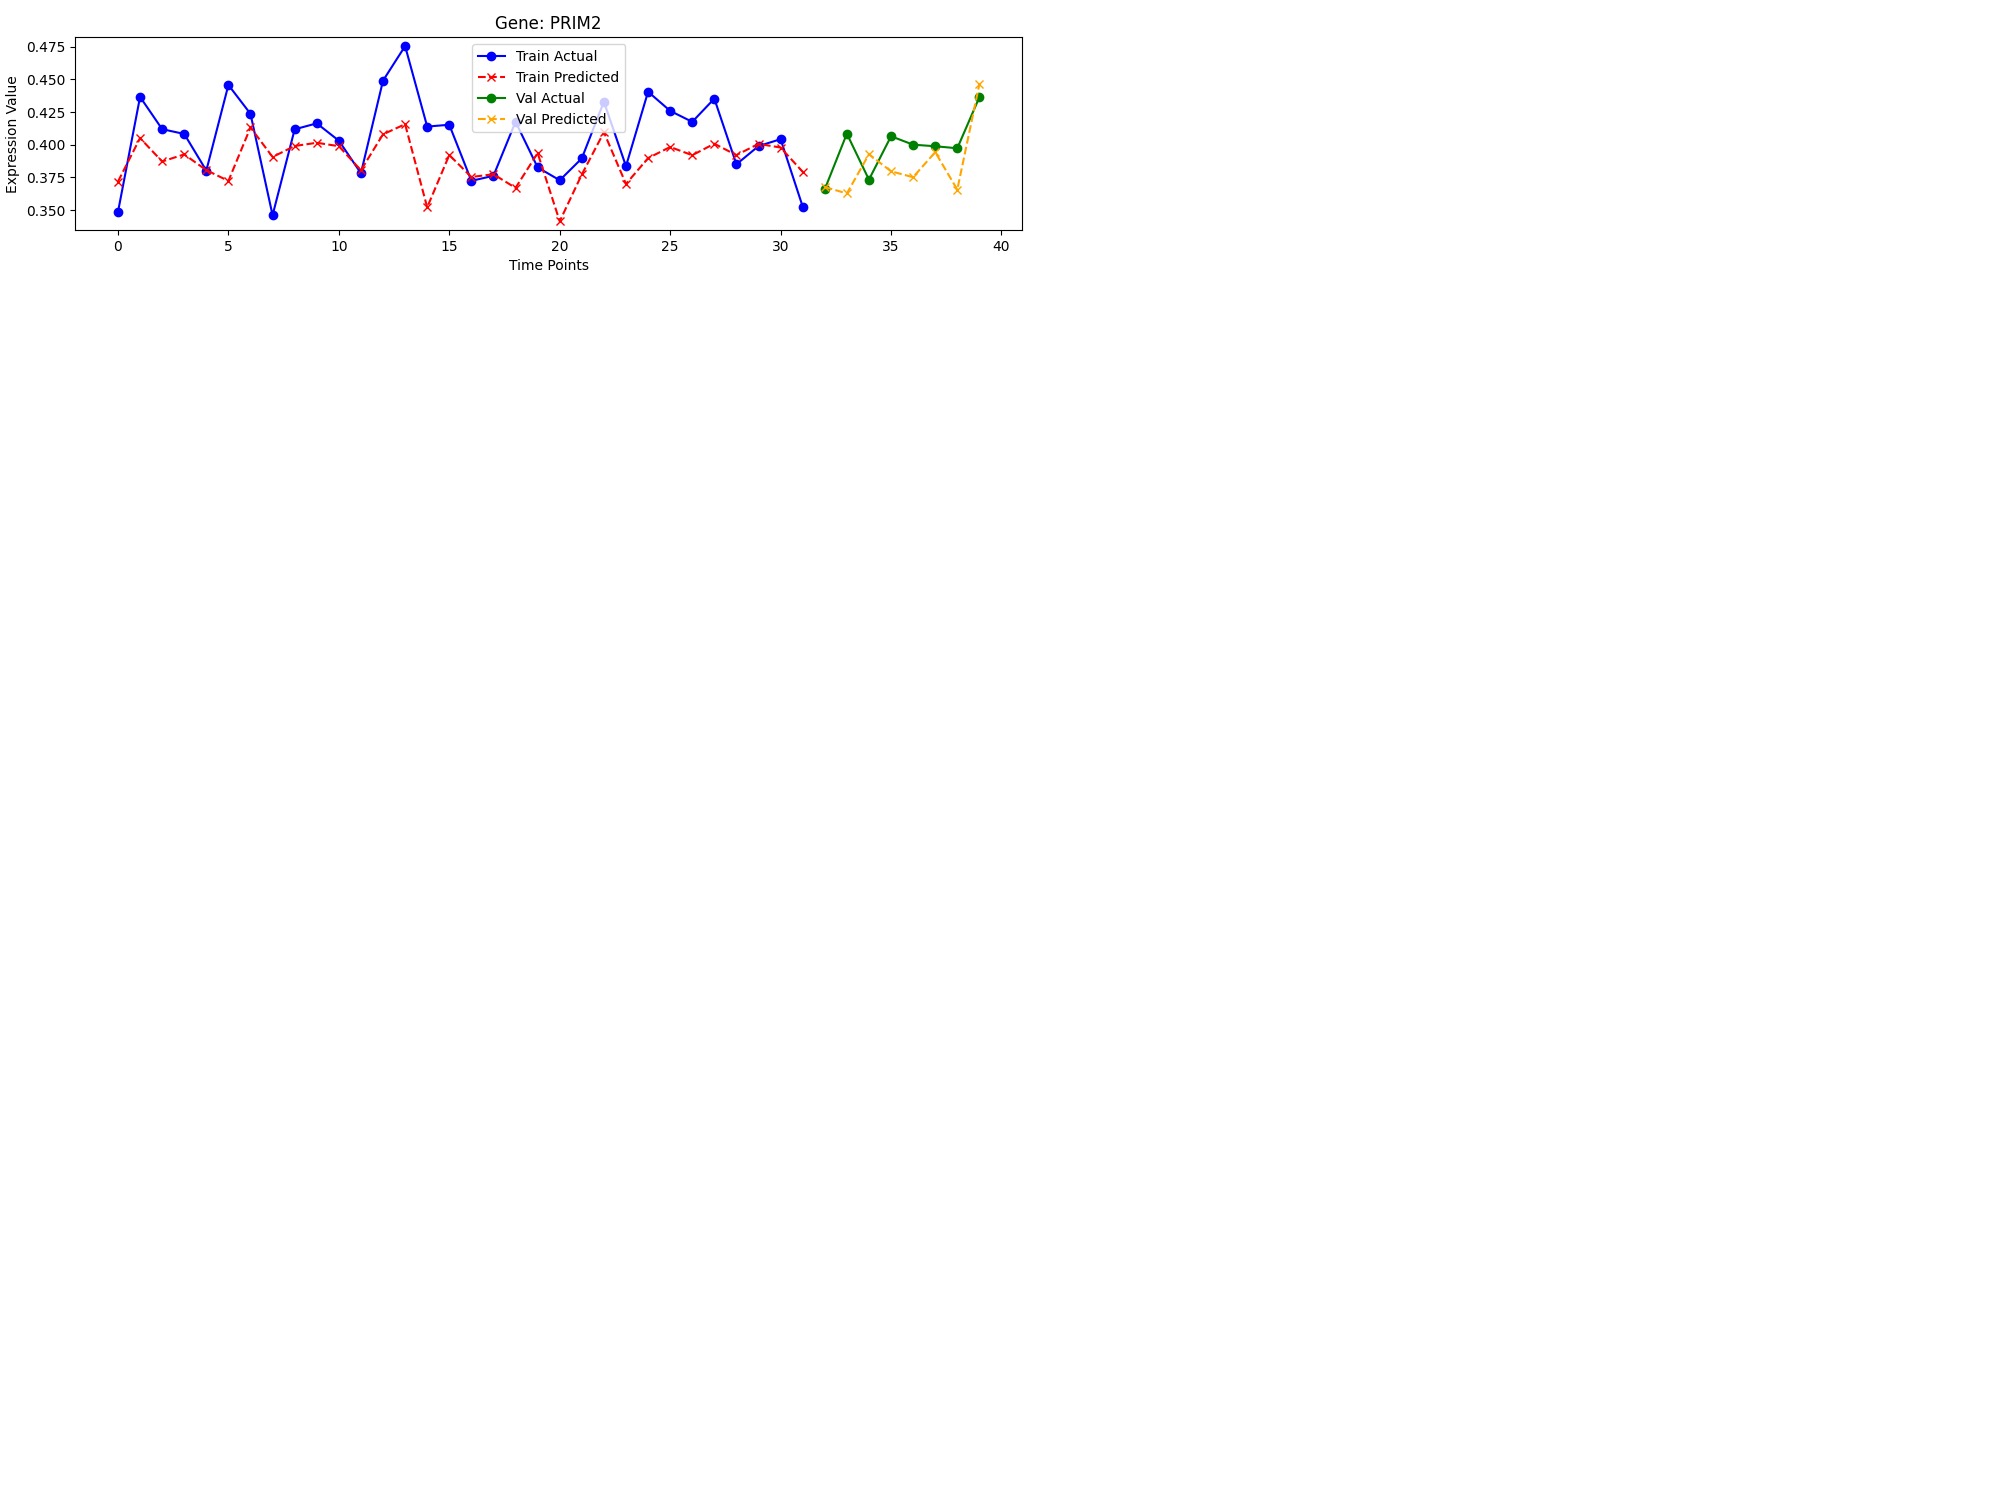 Gene: PRIM2
Expression Value
0.475
0.450
0.425
0.400
0.375
0.350
Train Actual
Train Predicted
Val Actual
Val Predicted
0 5 10 15 20 25 30 35 40
Time Points